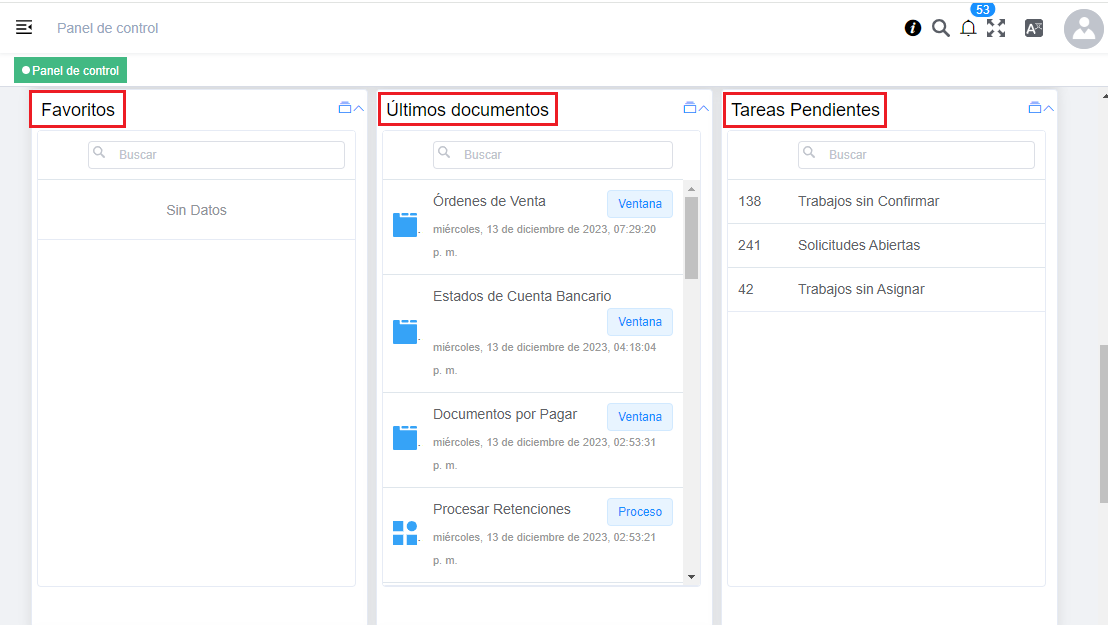 53
Panel de control
Panel de control
Favoritos
Buscar
Sin Datos
Últimos documentos
Buscar
Órdenes de Venta
Ventana
miércoles, 13 de diciembre de 2023, 07:29:20
p. m.
Estados de Cuenta Bancario
Ventana
miércoles, 13 de diciembre de 2023, 04:18:04
p. m.
Documentos por Pagar
Ventana
miércoles, 13 de diciembre de 2023, 02:53:31
p. m.
Procesar Retenciones
Proceso
miércoles, 13 de diciembre de 2023, 02:53:21
p. m.
Tareas Pendientes
Buscar
138 Trabajos sin Confirmar
241 Solicitudes Abiertas
42 Trabajos sin Asignar